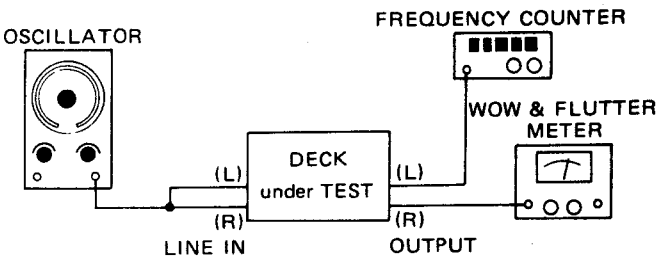 FREQUENCY COUNTER
OSCILLATOR
WOW & FLUTTER
METER
DECK
under TEST
(L)
(R)
(L)
(R)
LINE IN
OUTPUT